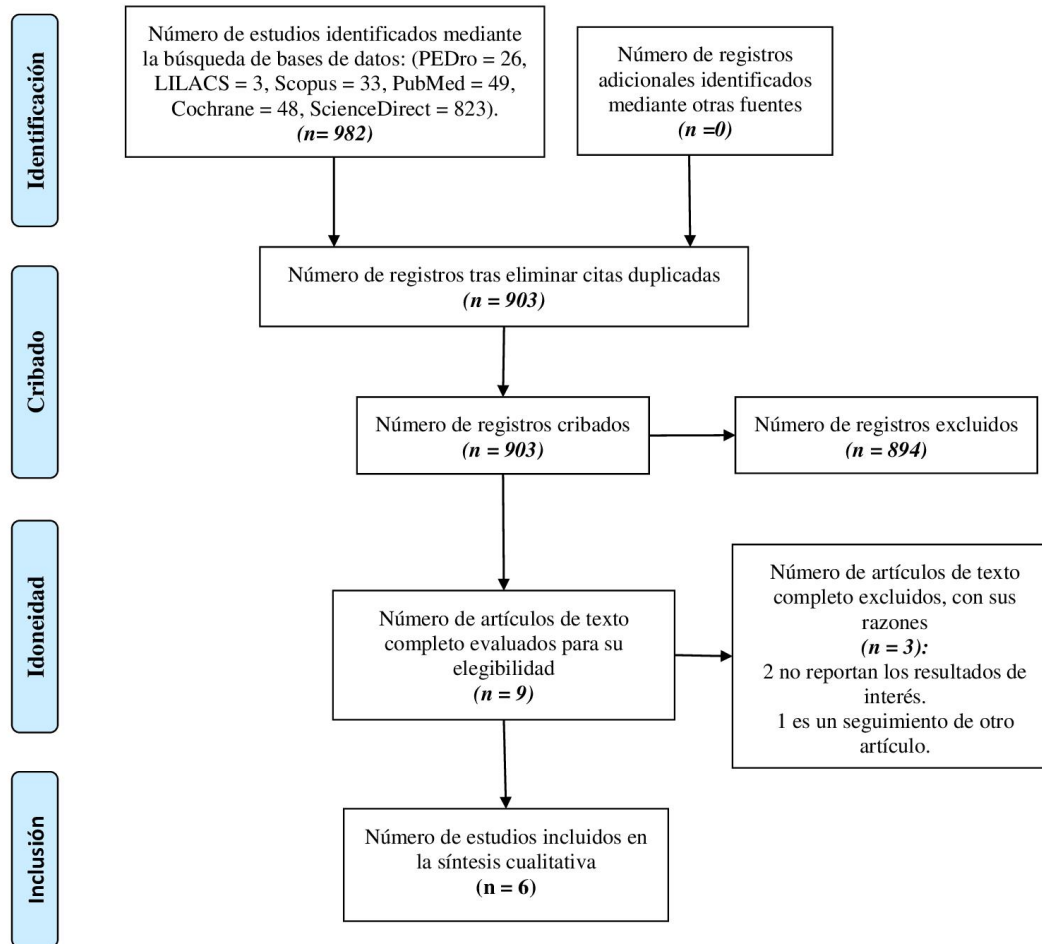 Identificación
Número de estudios identificados mediante
la búsqueda de bases de datos: (PEDro = 26,
LILACS = 3, Scopus = 33, PubMed = 49,
Cochrane = 48, ScienceDirect = 823).
(n= 982)
Número de registros
adicionales identificados
mediante otras fuentes
(n =0)
Cribado
Número de registros tras eliminar citas duplicadas
(n = 903)
Número de registros cribados
(n = 903)
Número de registros excluidos
(n = 894)
Idoneidad
Número de artículos de texto
completo evaluados para su
elegibilidad
(n = 9)
Número de artículos de texto
completo excluidos, con sus
razones
(n = 3):
2 no reportan los resultados de
interés.
1 es un seguimiento de otro
artículo.
Inclusión
Número de estudios incluidos en
la síntesis cualitativa
(n = 6)